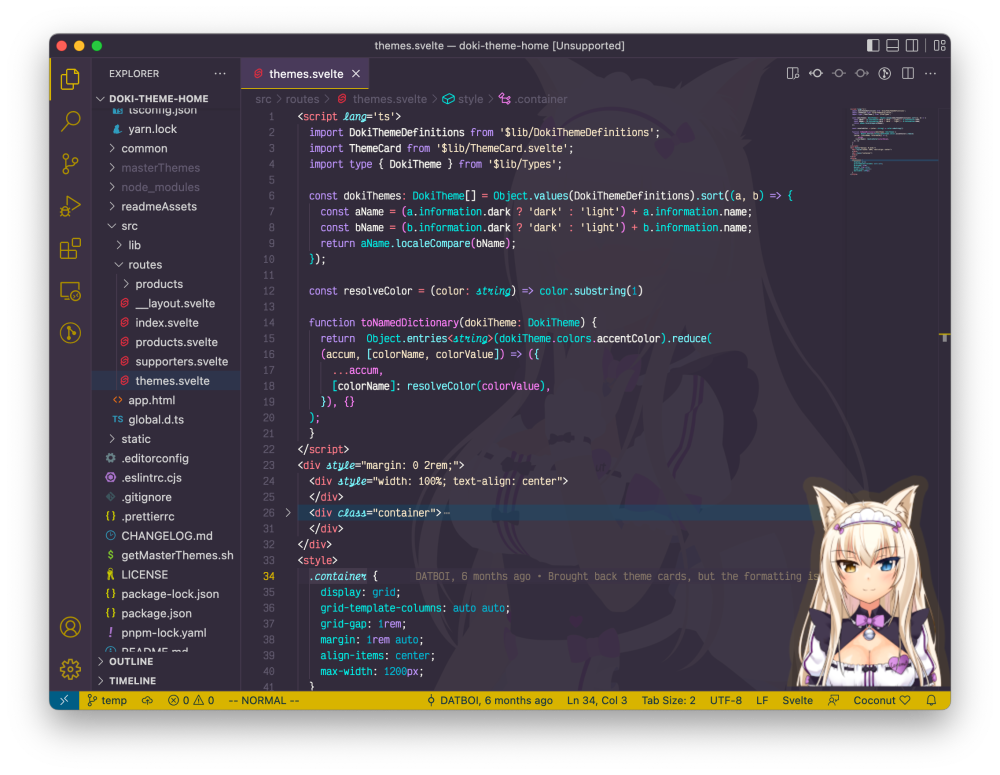 themes.svelte — doki-theme-home [Unsupported]
EXPLORER
DOKI-THEME-HOME
tsconfig.json
yarn.lock
common
masterThemes
node_modules
readmeAssets
src
lib
routes
products
__layout.svelte
index.svelte
products.svelte
supporters.svelte
themes.svelte
app.html
TS global.d.ts
static
.editorconfig
.eslintrc.cjs
.gitignore
{} .prettierrc
CHANGELOG.md
$ getMasterThemes.sh
LICENSE
{} package-lock.json
{} package.json
! pnpm-lock.yaml
README.md
OUTLINE
TIMELINE
themes.svelte
src > routes > themes.svelte > style > .container
1 <script lang='ts'>
2 import DokiThemeDefinitions from '$lib/DokiThemeDefinitions';
3 import ThemeCard from '$lib/ThemeCard.svelte';
4 import type { DokiTheme } from '$lib/Types';
5
6 const dokiThemes: DokiTheme[] = Object.values(DokiThemeDefinitions).sort((a, b) => {
7 const aName = (a.information.dark ? 'dark' : 'light') + a.information.name;
8 const bName = (b.information.dark ? 'dark' : 'light') + b.information.name;
9 return aName.localeCompare(bName);
10 });
11
12 const resolveColor = (color: string) => color.substring(1)
13
14 function toNamedDictionary(dokiTheme: DokiTheme) {
15 return Object.entries<string>(dokiTheme.colors.accentColor).reduce(
16 (accum, [colorName, colorValue]) => ({
17 ...accum,
18 [colorName]: resolveColor(colorValue),
19 }), {}
20 );
21 }
22 </script>
23 <div style="margin: 0 2rem;">
24 <div style="width: 100%; text-align: center">
25 </div>
26 <div class="container">…
31 </div>
32 </div>
33 <style>
34 .container { DATBOI, 6 months ago • Brought back theme cards, but the formatting is
35 display: grid;
36 grid-template-columns: auto auto;
37 grid-gap: 1rem;
38 margin: 1rem auto;
39 align-items: center;
40 max-width: 1200px;
41 }
temp 0 0 -- NORMAL -- DATBOI, 6 months ago Ln 34, Col 3 Tab Size: 2 UTF-8 LF Svelte Coconut ♡